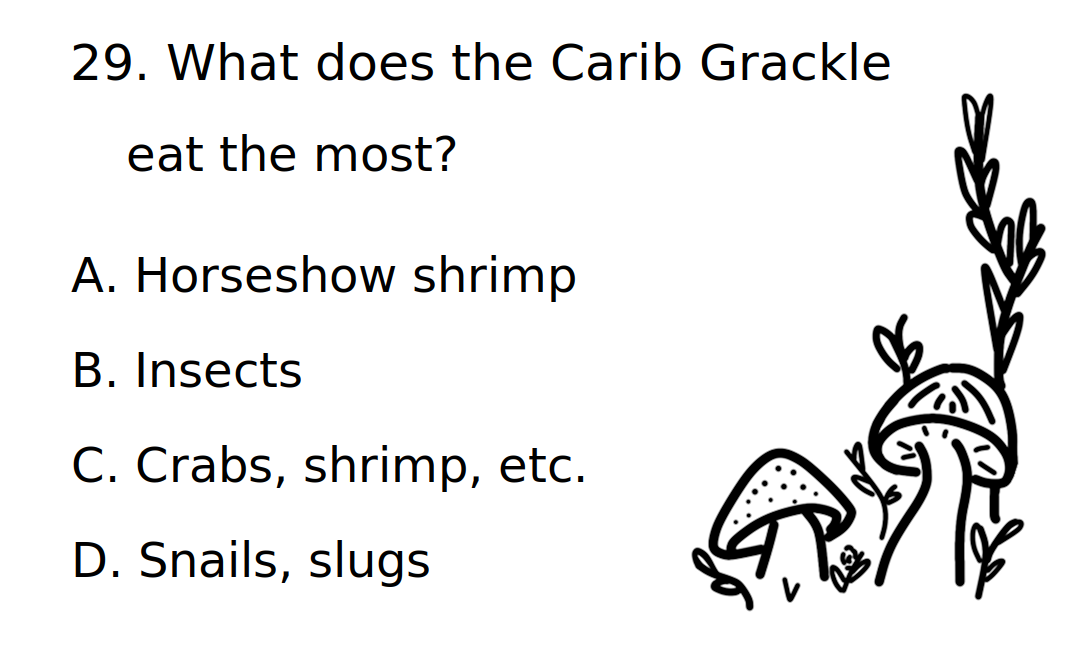 29. What does the Carib Grackle
eat the most?
A. Horseshow shrimp
B. Insects
C. Crabs, shrimp, etc.
D. Snails, slugs